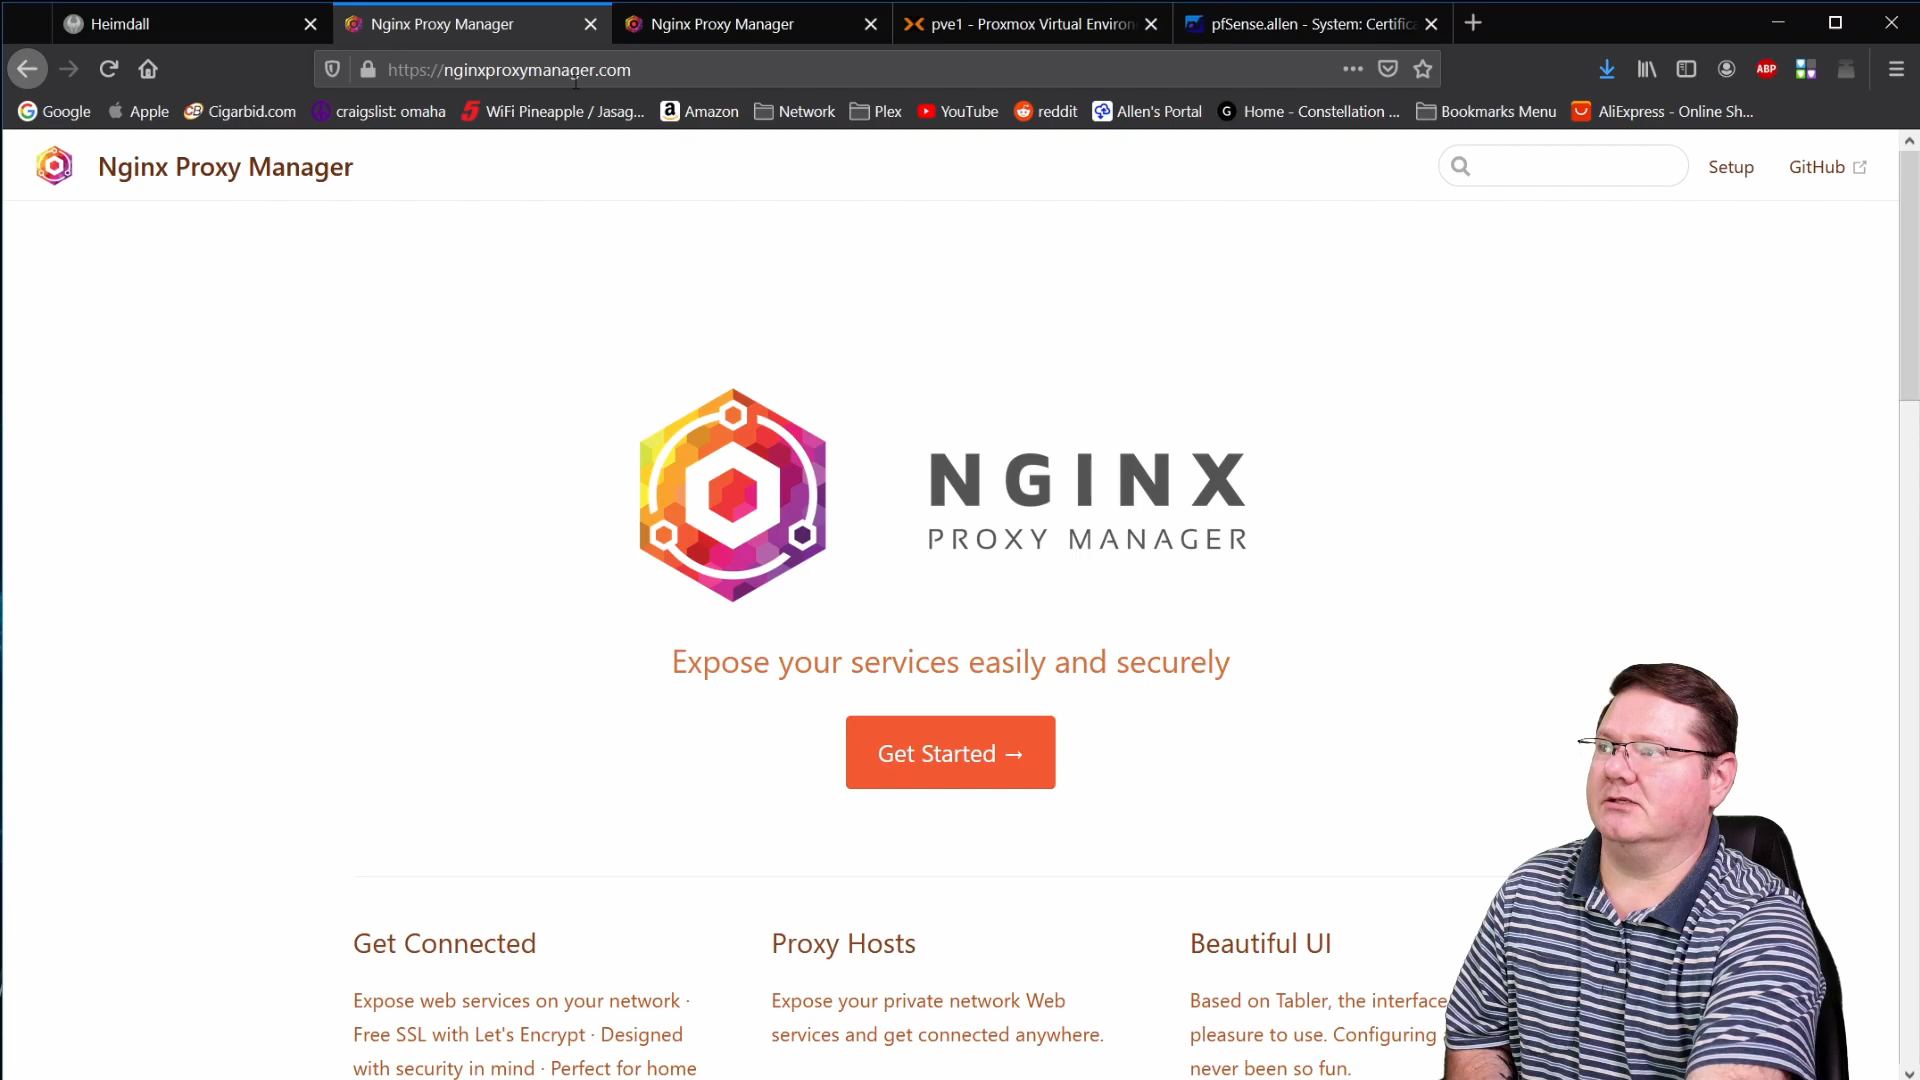 Heimdall
Nginx Proxy Manager
Nginx Proxy Manager
pve1 - Proxmox Virtual Environ
pfSense.allen - System: Certific
https://nginxproxymanager.com
ABP
Google
Apple
Cigarbid.com
craigslist: omaha
WiFi Pineapple / Jasag...
Amazon
Network
Plex
YouTube
reddit
Allen's Portal
Home - Constellation ...
Bookmarks Menu
AliExpress - Online Sh...
Nginx Proxy Manager
Setup
GitHub
NGINX
PROXY MANAGER
Expose your services easily and securely
Get Started →
Get Connected
Expose web services on your network ·
Free SSL with Let's Encrypt · Designed
with security in mind · Perfect for home
Proxy Hosts
Expose your private network Web
services and get connected anywhere.
Beautiful UI
Based on Tabler, the interface
pleasure to use. Configuring
never been so fun.